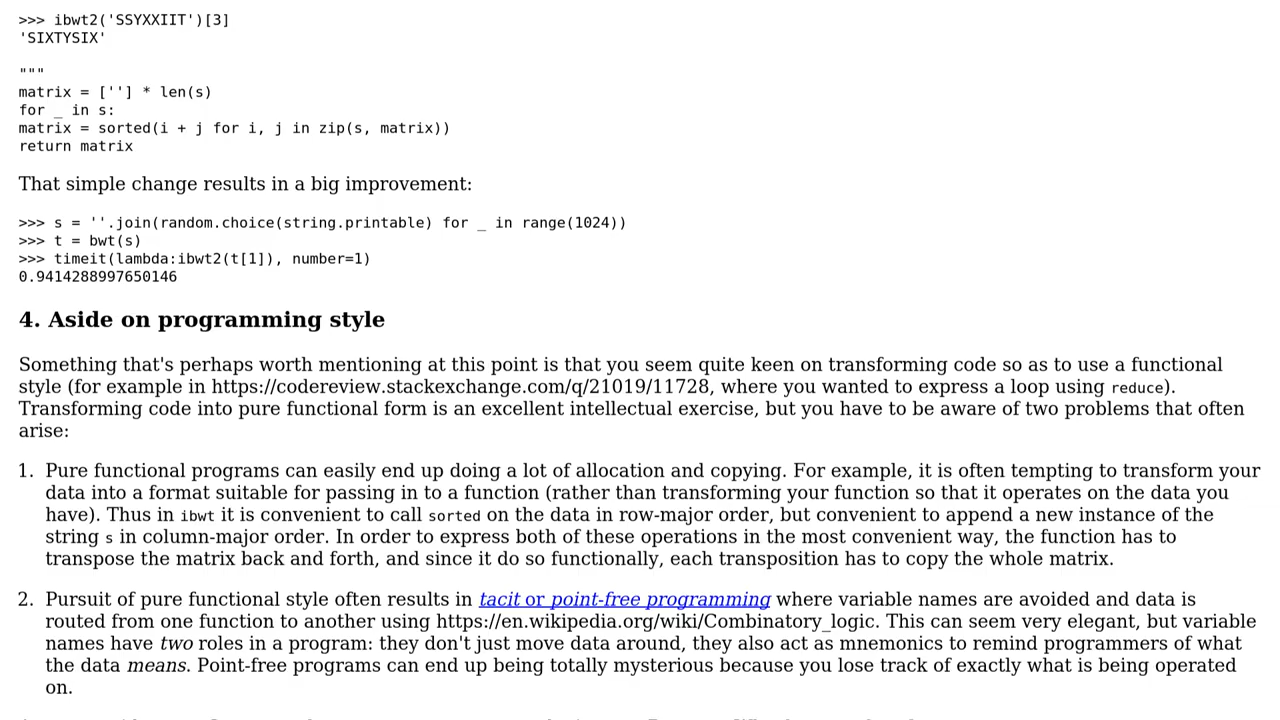 >>> ibwt2('SSYXXIIT')[3]
'SIXTYSIX'
"""
matrix = [''] * len(s)
for _ in s:
matrix = sorted(i + j for i, j in zip(s, matrix))
return matrix
That simple change results in a big improvement:
>>> s = ''.join(random.choice(string.printable) for _ in range(1024))
>>> t = bwt(s)
>>> timeit(lambda:ibwt2(t[1]), number=1)
0.9414288997650146
4. Aside on programming style
Something that's perhaps worth mentioning at this point is that you seem quite keen on transforming code so as to use a functional
style (for example in https://codereview.stackexchange.com/q/21019/11728, where you wanted to express a loop using reduce).
Transforming code into pure functional form is an excellent intellectual exercise, but you have to be aware of two problems that often
arise:
1. Pure functional programs can easily end up doing a lot of allocation and copying. For example, it is often tempting to transform your
data into a format suitable for passing in to a function (rather than transforming your function so that it operates on the data you
have). Thus in ibwt it is convenient to call sorted on the data in row-major order, but convenient to append a new instance of the
string s in column-major order. In order to express both of these operations in the most convenient way, the function has to
transpose the matrix back and forth, and since it do so functionally, each transposition has to copy the whole matrix.
2. Pursuit of pure functional style often results in tacit or point-free programming where variable names are avoided and data is
routed from one function to another using https://en.wikipedia.org/wiki/Combinatory_logic. This can seem very elegant, but variable
names have two roles in a program: they don't just move data around, they also act as mnemonics to remind programmers of what
the data means. Point-free programs can end up being totally mysterious because you lose track of exactly what is being operated
on.